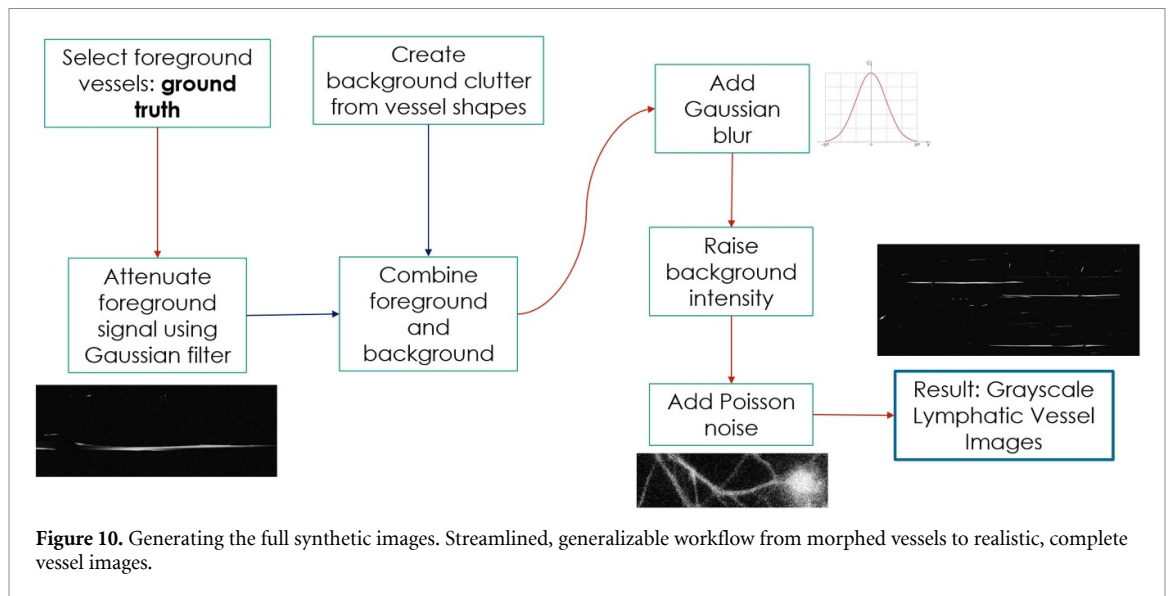 Select foreground
vessels: ground
truth
Create
background clutter
from vessel shapes
Add
Gaussian
blur
Attenuate
foreground
signal using
Gaussian filter
Combine
foreground
and
background
Raise
background
intensity
Add Poisson
noise
Result: Grayscale
Lymphatic Vessel
Images
Figure 10. Generating the full synthetic images. Streamlined, generalizable workflow from morphed vessels to realistic, complete
vessel images.